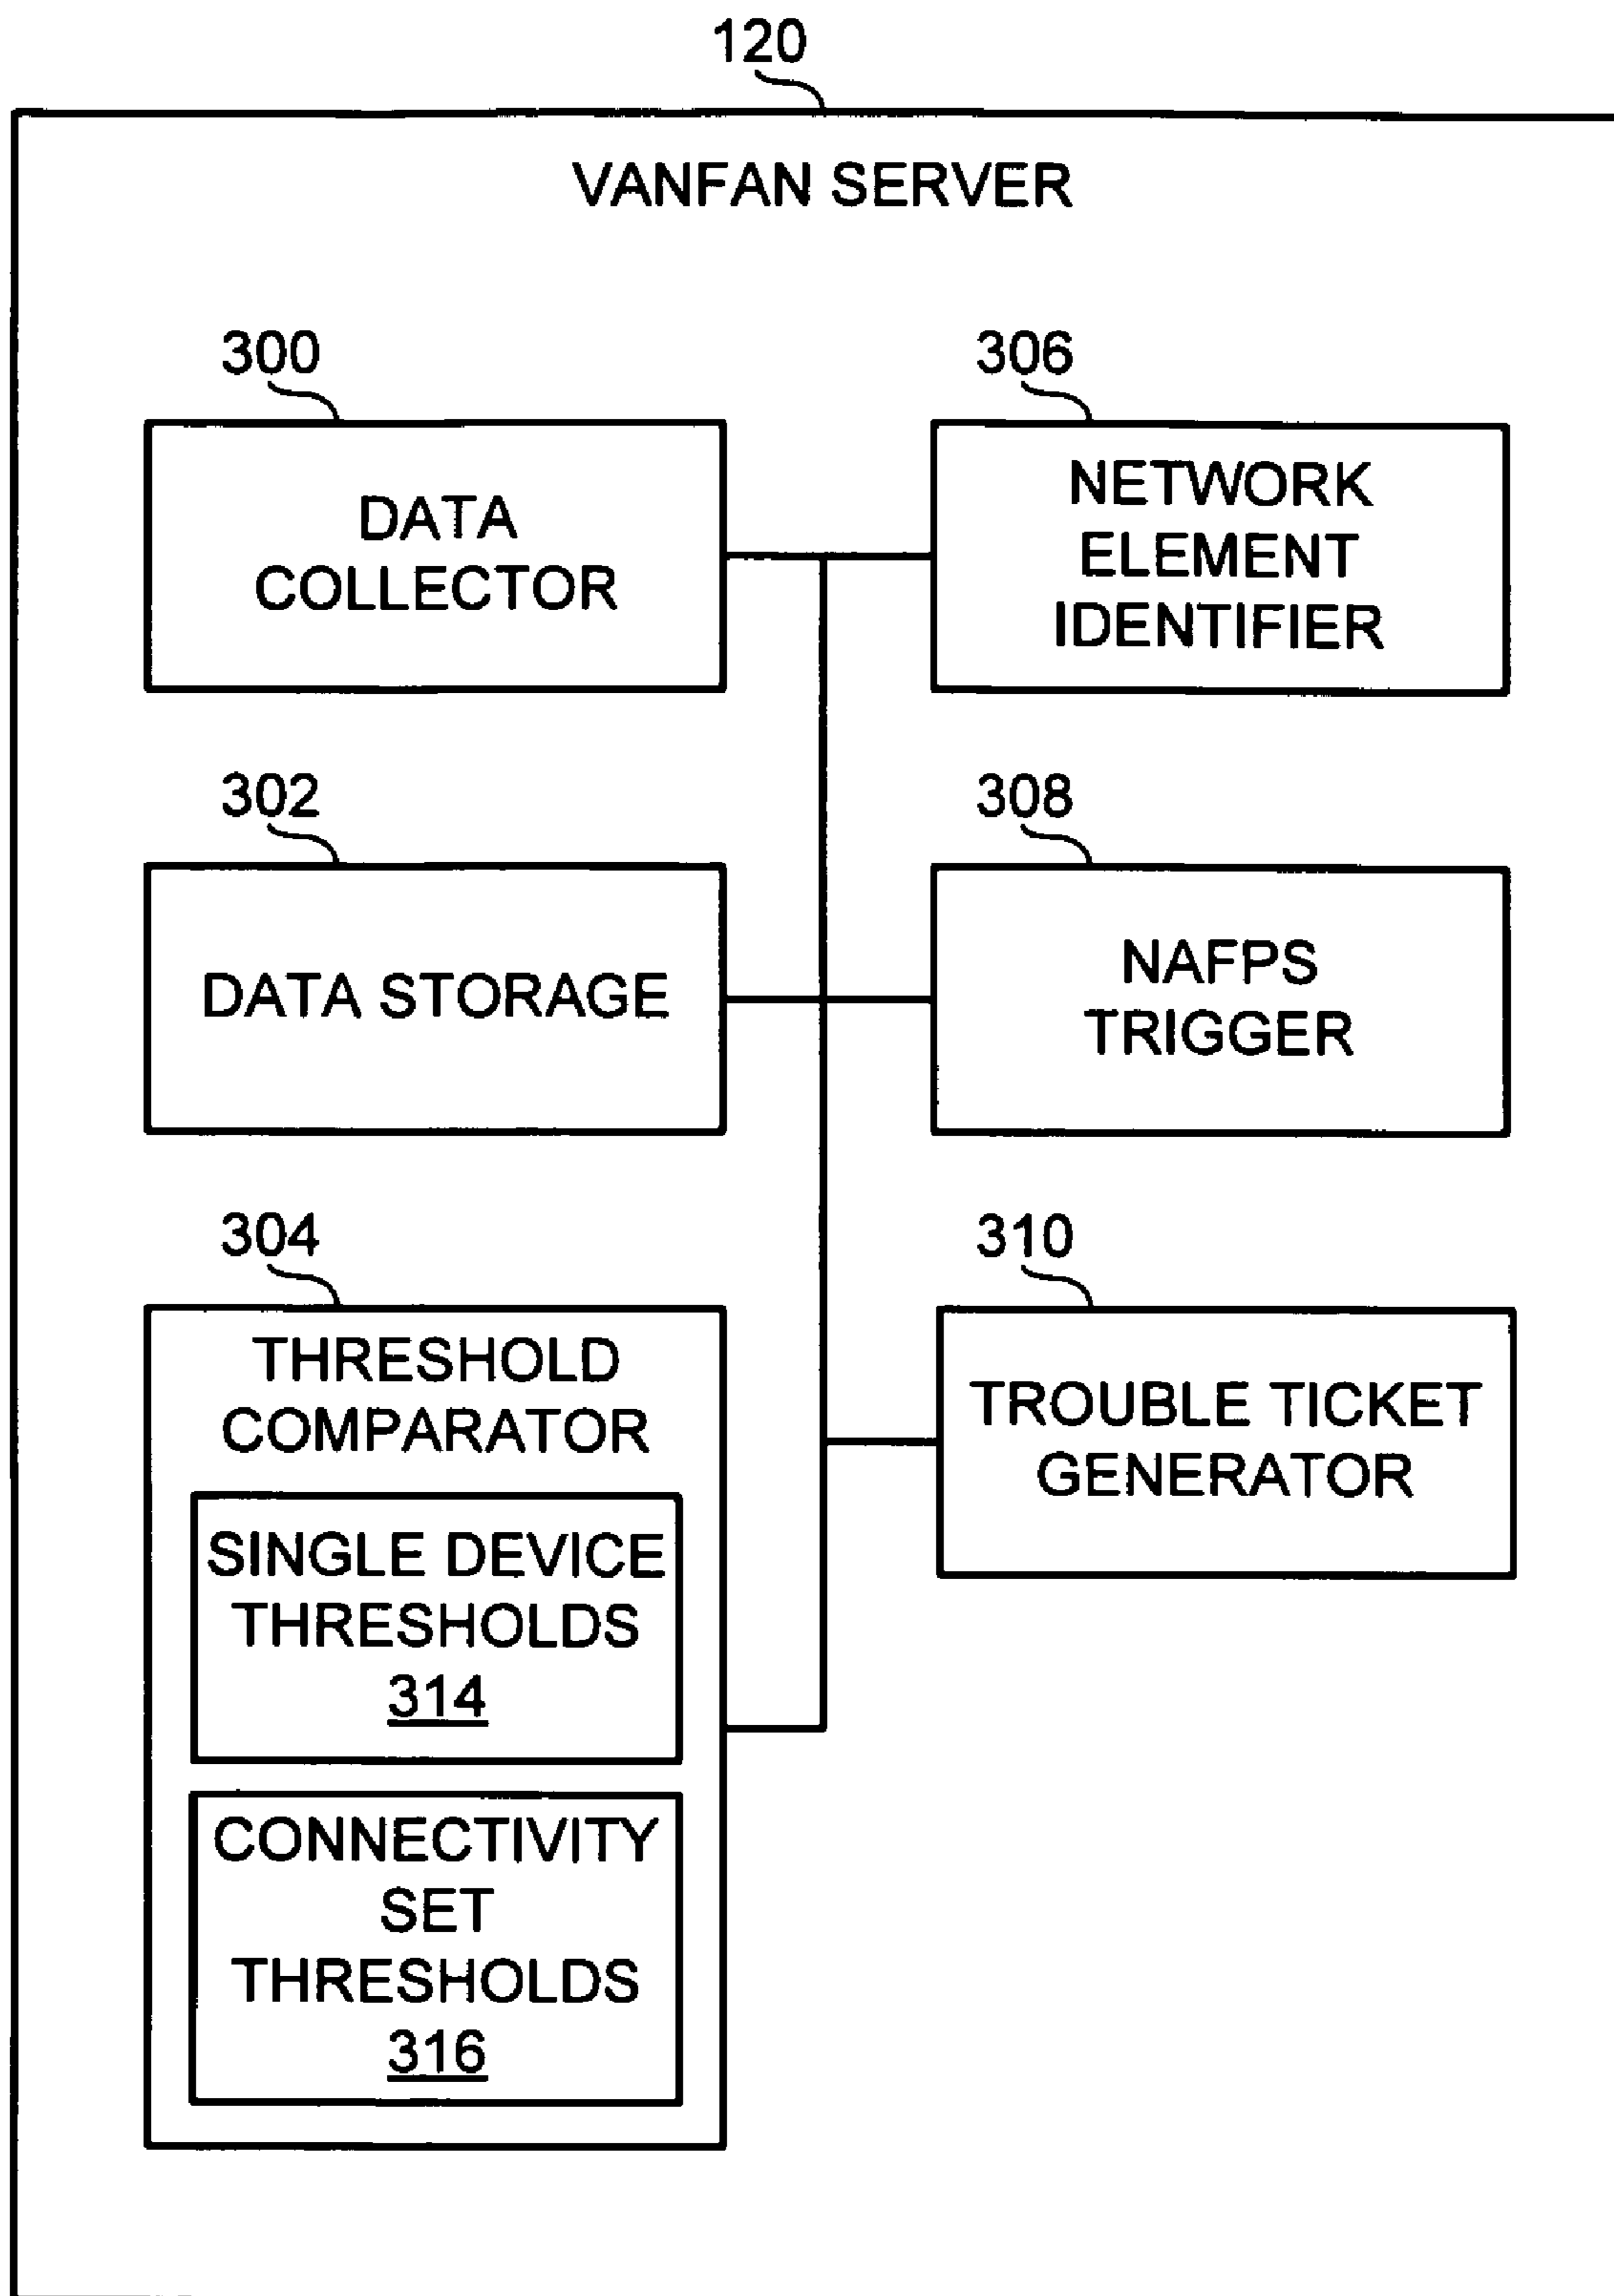 120
VANFAN SERVER
300
DATA
COLLECTOR
306
NETWORK
ELEMENT
IDENTIFIER
302
DATA STORAGE
308
NAFPS
TRIGGER
304
THRESHOLD
COMPARATOR
SINGLE DEVICE
THRESHOLDS
314
CONNECTIVITY
SET
THRESHOLDS
316
310
TROUBLE TICKET
GENERATOR